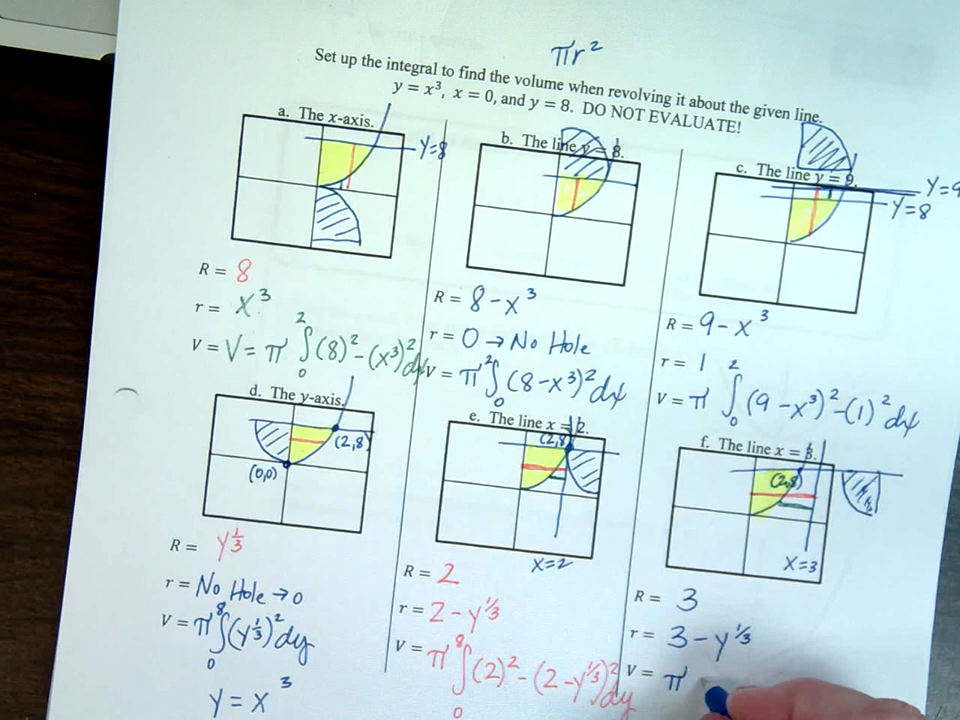 πr²
Set up the integral to find the volume when revolving it about the given line.
y = x³, x = 0, and y = 8. DO NOT EVALUATE!
a. The x-axis.
y=8
R = 8
r = x³
V = V = π ∫₀² (8)² - (x³)² dx
b. The line y = 8.
R = 8 - x³
r = 0 → No Hole
V = π ∫₀² (8 - x³)² dx
c. The line y = 9.
y=9
y=8
R = 9 - x³
r = 1
V = π ∫₀² (9 - x³)² - (1)² dx
d. The y-axis.
(2,8)
(0,0)
R = y^1/3
r = No Hole → 0
V = π ∫₀⁸ (y^1/3)² dy
y = x³
e. The line x = 2.
(2,8)
x=2
R = 2
r = 2 - y^1/3
V = π ∫₀⁸ (2)² - (2 - y^1/3)² dy
f. The line x = 3.
(2,8)
x=3
R = 3
r = 3 - y^1/3
V = π